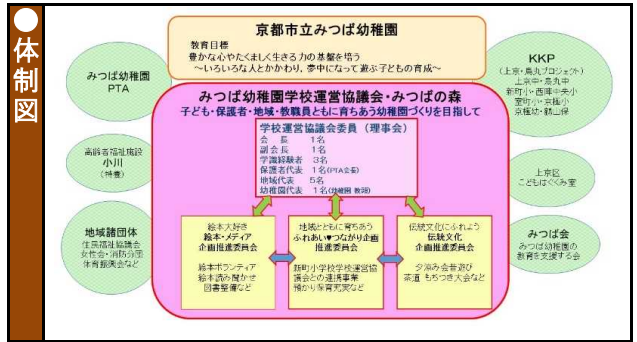 ●体制図
京都市立みつば幼稚園
教育目標
豊かな心やたくましく生きる力の基盤を培う
～いろいろな人とかかわり、夢中になって遊ぶ子どもの育成～
みつば幼稚園
PTA
高齢者福祉施設
小川
(特養)
地域諸団体
住民福祉協議会
女性会・消防分団
体育振興会など
みつば幼稚園学校運営協議会・みつばの森
子ども・保護者・地域・教職員ともに育ちあう幼稚園づくりを目指して
学校運営協議会委員（理事会）
会　長　1名
副会長　1名
学識経験者　3名
保護者代表　1名(PTA会長)
地域代表　5名
幼稚園代表　1名(幼稚園 教頭)
絵本大好き
絵本・メディア
企画推進委員会
絵本ボランティア
絵本読み聞かせ
図書整備など
地域とともに育ちあう
ふれあい♥つながり企画
推進委員会
新町小学校学校運営協
議会との連携事業
預かり保育充実など
伝統文化にふれよう
伝統文化
企画推進委員会
夕涼み会昔遊び
茶道 もちつき大会など
KKP
(上京・烏丸プロジェクト)
上京中・烏丸中
新町小・西陣中央小
室町小・京極小
京極幼・鶴山保
上京区
こどもはぐくみ室
みつば会
みつば幼稚園の
教育を支援する会